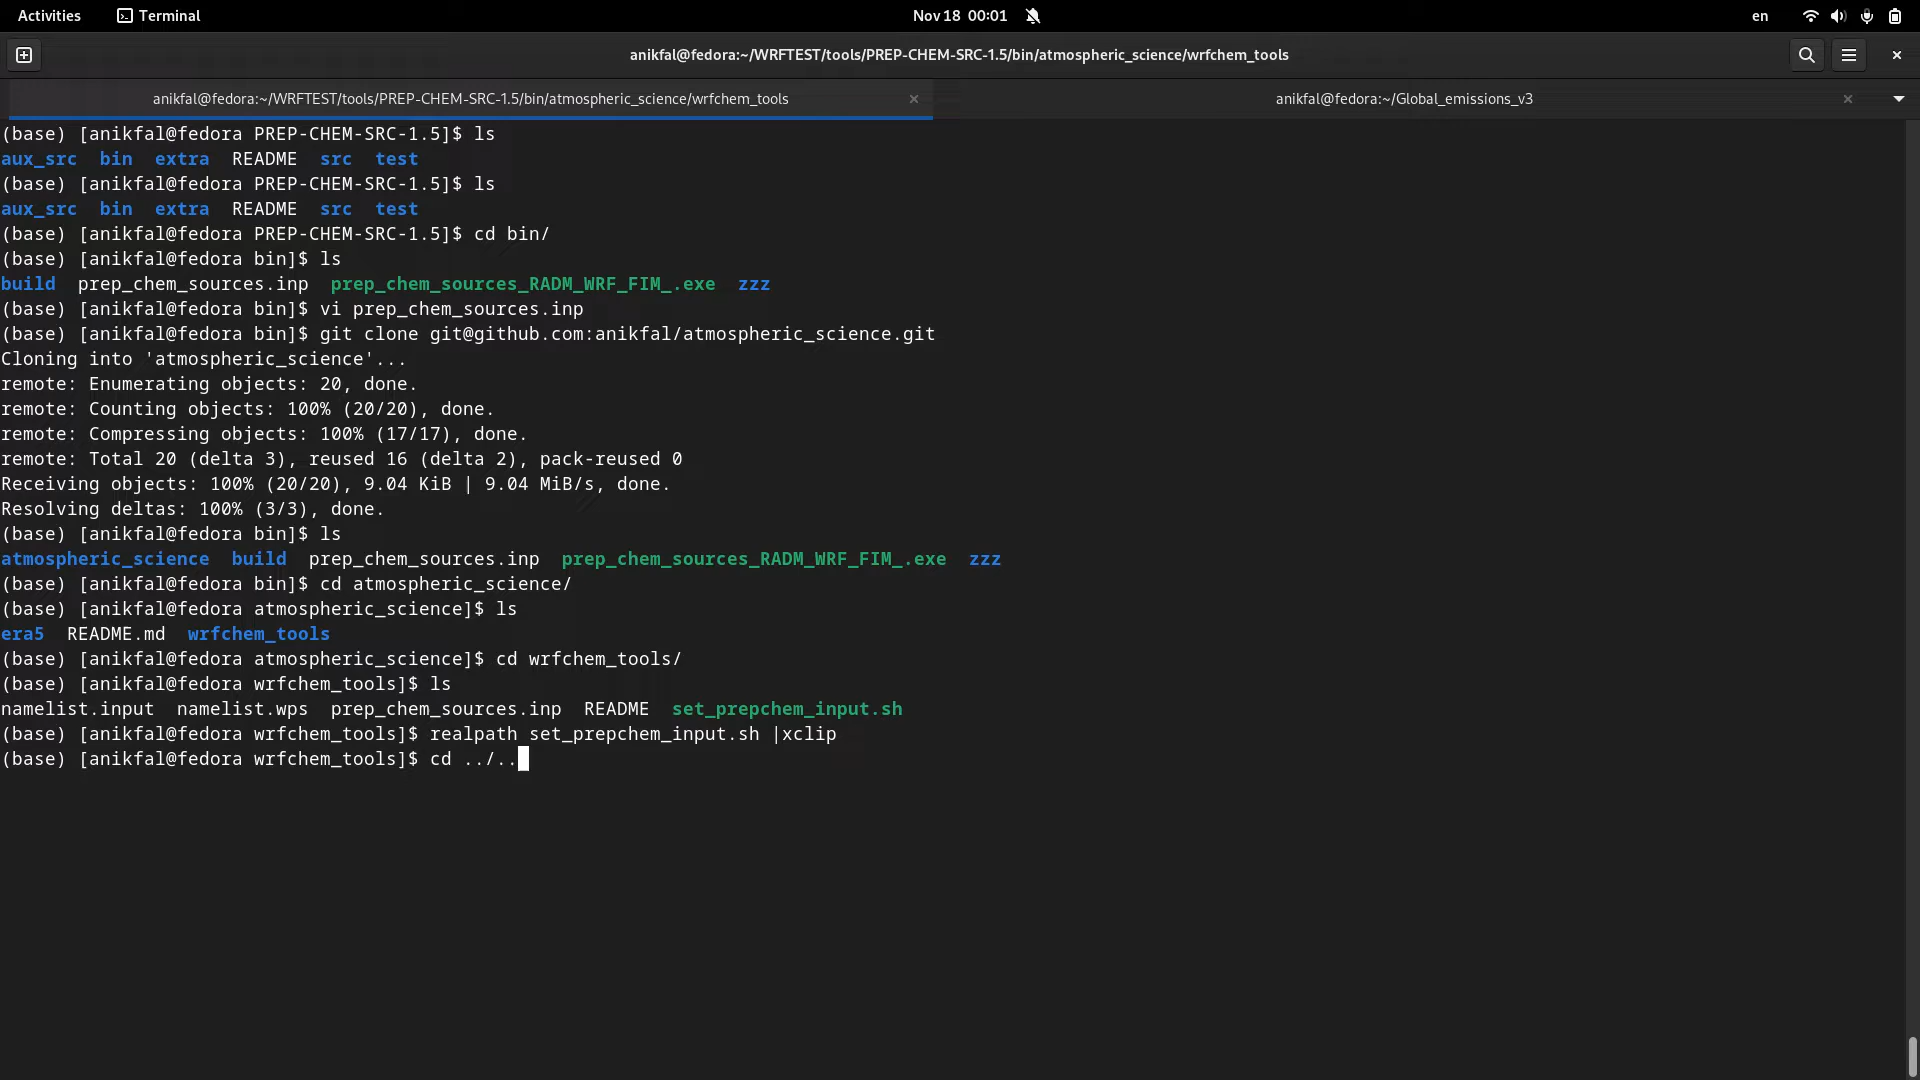 Activities Terminal Nov 18 00:01 en
anikfal@fedora:~/WRFTEST/tools/PREP-CHEM-SRC-1.5/bin/atmospheric_science/wrfchem_tools
anikfal@fedora:~/WRFTEST/tools/PREP-CHEM-SRC-1.5/bin/atmospheric_science/wrfchem_tools × anikfal@fedora:~/Global_emissions_v3 ×
(base) [anikfal@fedora PREP-CHEM-SRC-1.5]$ ls
aux_src bin extra README src test
(base) [anikfal@fedora PREP-CHEM-SRC-1.5]$ ls
aux_src bin extra README src test
(base) [anikfal@fedora PREP-CHEM-SRC-1.5]$ cd bin/
(base) [anikfal@fedora bin]$ ls
build prep_chem_sources.inp prep_chem_sources_RADM_WRF_FIM_.exe zzz
(base) [anikfal@fedora bin]$ vi prep_chem_sources.inp
(base) [anikfal@fedora bin]$ git clone git@github.com:anikfal/atmospheric_science.git
Cloning into 'atmospheric_science'...
remote: Enumerating objects: 20, done.
remote: Counting objects: 100% (20/20), done.
remote: Compressing objects: 100% (17/17), done.
remote: Total 20 (delta 3), reused 16 (delta 2), pack-reused 0
Receiving objects: 100% (20/20), 9.04 KiB | 9.04 MiB/s, done.
Resolving deltas: 100% (3/3), done.
(base) [anikfal@fedora bin]$ ls
atmospheric_science build prep_chem_sources.inp prep_chem_sources_RADM_WRF_FIM_.exe zzz
(base) [anikfal@fedora bin]$ cd atmospheric_science/
(base) [anikfal@fedora atmospheric_science]$ ls
era5 README.md wrfchem_tools
(base) [anikfal@fedora atmospheric_science]$ cd wrfchem_tools/
(base) [anikfal@fedora wrfchem_tools]$ ls
namelist.input namelist.wps prep_chem_sources.inp README set_prepchem_input.sh
(base) [anikfal@fedora wrfchem_tools]$ realpath set_prepchem_input.sh |xclip
(base) [anikfal@fedora wrfchem_tools]$ cd ../..